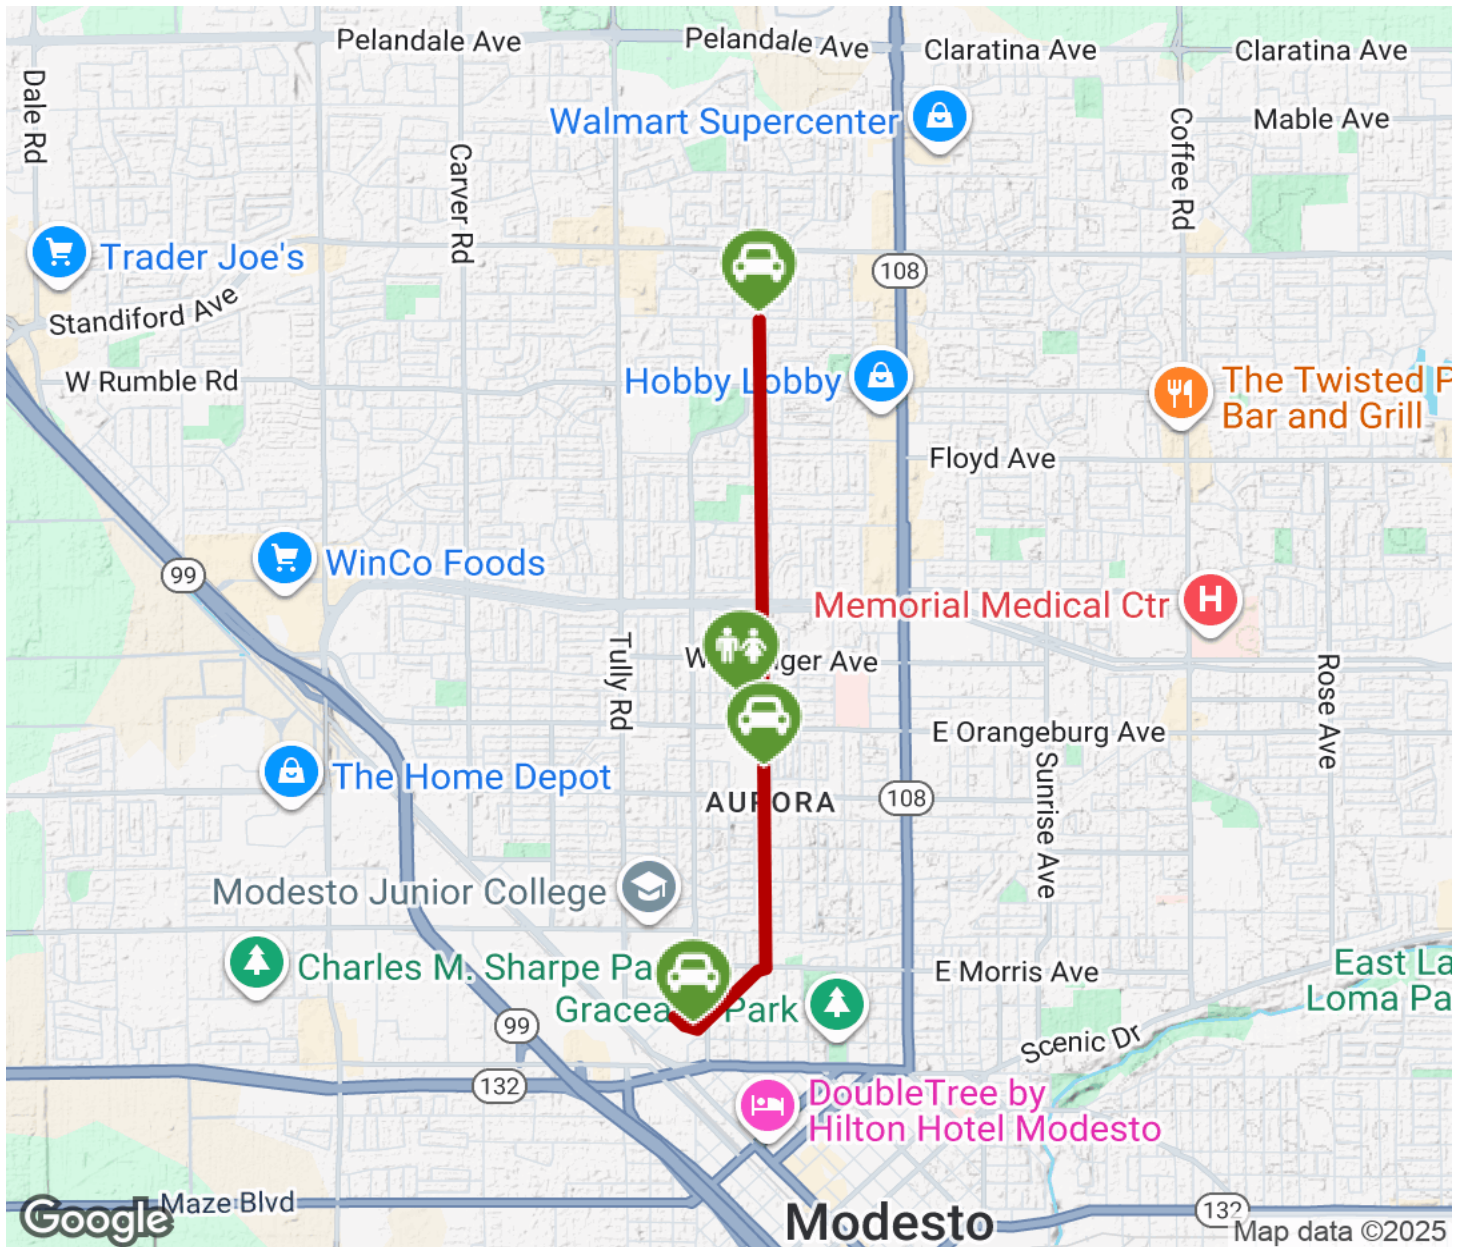 Pelandale Ave
Pelandale Ave
Claratina Ave
Claratina Ave
Dale Rd
Walmart Supercenter
Mable Ave
Coffee Rd
Carver Rd
Trader Joe's
108
Standiford Ave
W Rumble Rd
Hobby Lobby
The Twisted P
Bar and Grill
Floyd Ave
WinCo Foods
99
Memorial Medical Ctr
H
Tully Rd
ger Ave
Rose Ave
E Orangeburg Ave
Sunrise Ave
The Home Depot
AURORA
108
Modesto Junior College
Charles M. Sharpe Pa
E Morris Ave
East La
Loma Pa
Gracea Park
99
Scenic Dr
132
DoubleTree by
Hilton Hotel Modesto
Maze Blvd
Google
Modesto
132
Map data ©2025